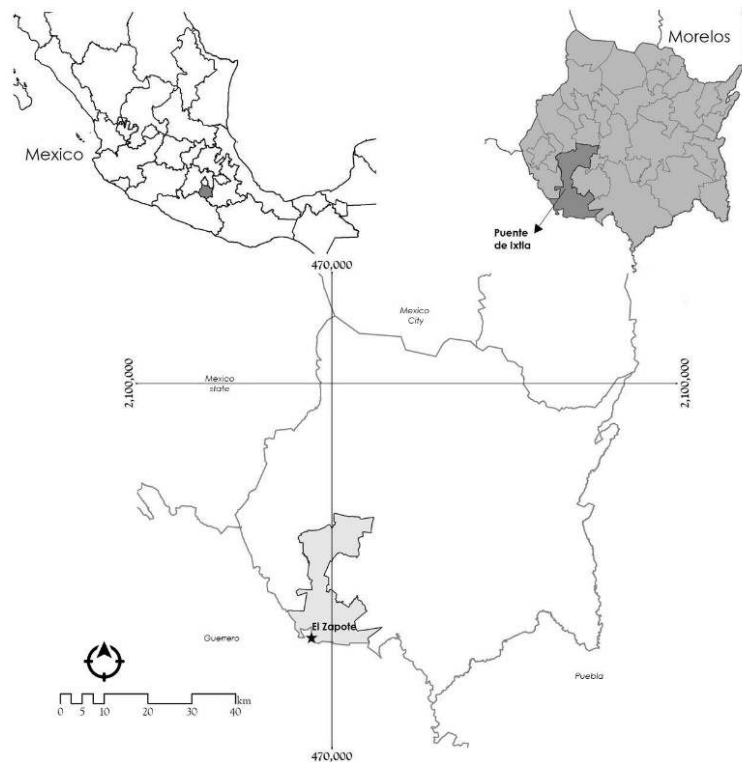 Morelos
Mexico
Puente
de Ixtla
470,000
Mexico
City
Mexico
state
2,100,000
2,100,000
El Zapote
Guerrero
Puebla
km
0 5 10 20 30 40
470,000